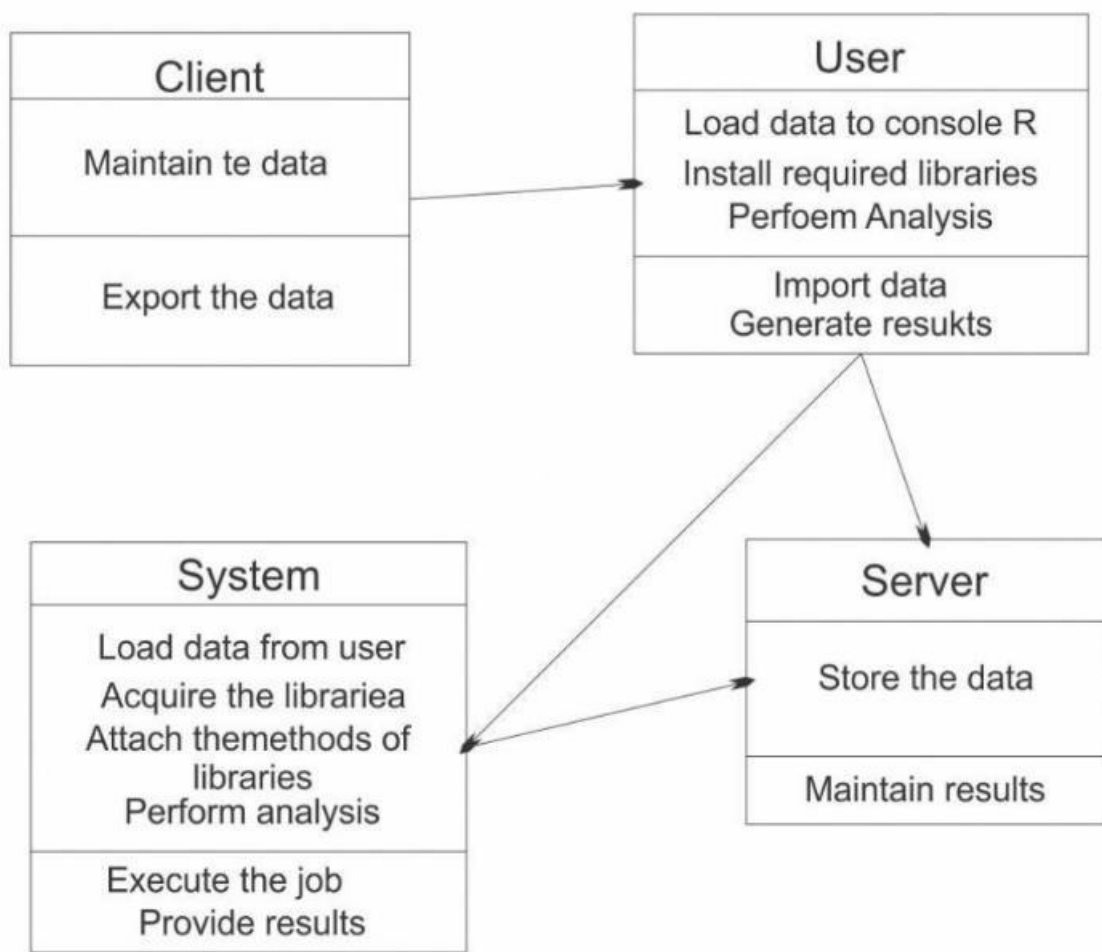 Client
Maintain te data
Export the data
User
Load data to console R
Install required libraries
Perfoem Analysis
Import data
Generate resukts
System
Load data from user
Acquire the librariea
Attach themethods of
libraries
Perform analysis
Execute the job
Provide results
Server
Store the data
Maintain results